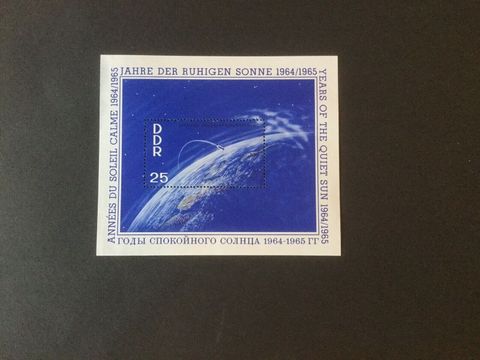 JAHRE DER RUHIGEN SONNE 1964/1965
YEARS OF THE QUIET SUN 1964/1965
ANNÉES DU SOLEIL CALME 1964/1965
DDR
25
ГОДЫ СПОКОЙНОГО СОЛНЦА 1964-1965 ГГ